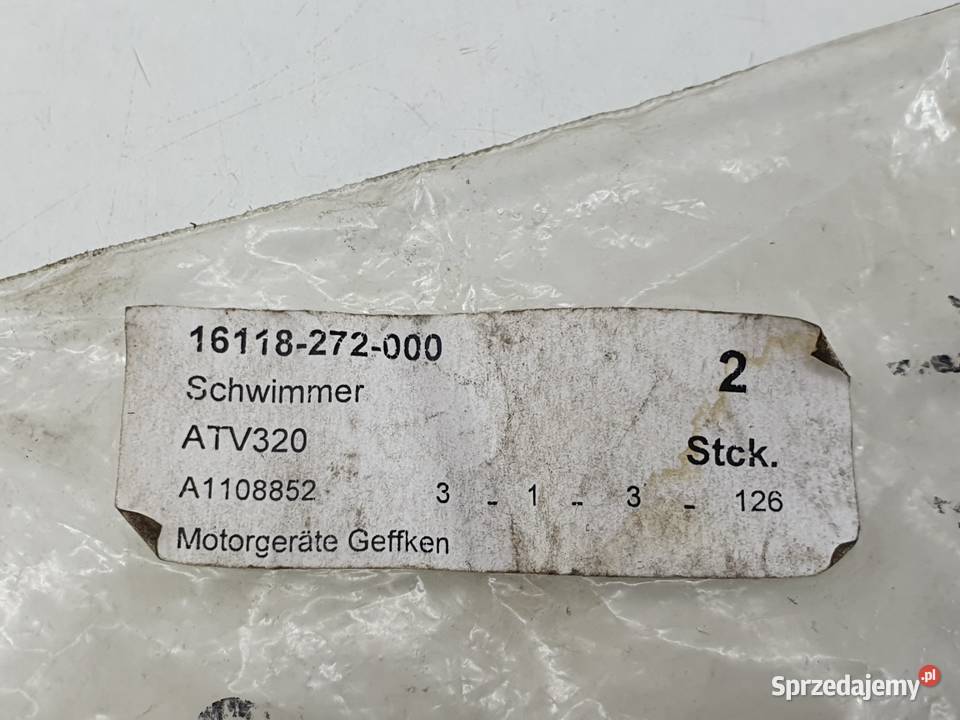 16118-272-000
2
Schwimmer
ATV320
Stck.
A1108852 3 - 1 - 3 - 126
Motorgeräte Geffken
Sprzedajemy.pl